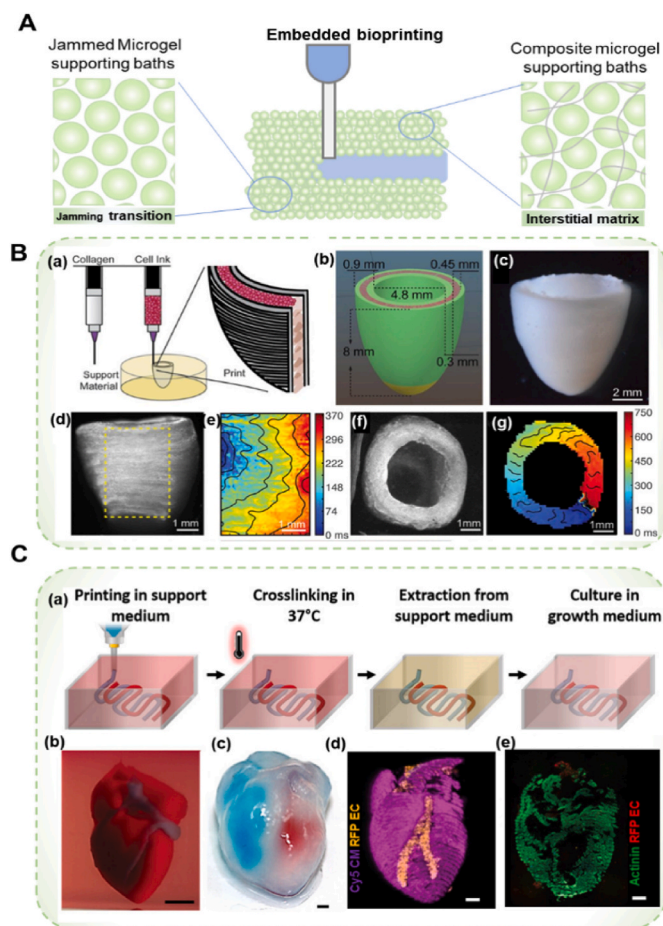 A
Embedded bioprinting
Jammed Microgel
supporting baths
Composite microgel
supporting baths
Jamming transition
Interstitial matrix
B
(a)
Collagen
Cell Ink
Support
Material
Print
(b)
0.9 mm
0.45 mm
4.8 mm
8 mm
0.3 mm
(c)
2 mm
(d)
1 mm
(e)
1 mm
370
296
222
148
74
0 ms
(f)
1mm
(g)
1mm
750
600
450
300
150
0 ms
C
(a)
Printing in support
medium
Crosslinking in
37°C
Extraction from
support medium
Culture in
growth medium
(b)
(c)
(d)
Cy5 CM RFP EC
(e)
Actinin RFP EC